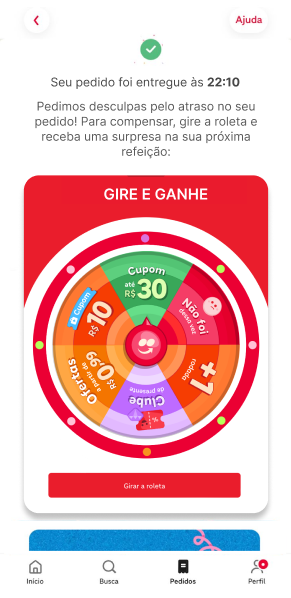 Ajuda
Seu pedido foi entregue às 22:10
Pedimos desculpas pelo atraso no seu
pedido! Para compensar, gire a roleta e
receba uma surpresa na sua próxima
refeição:
GIRE E GANHE
Cupom
até
R$30
Não foi
dessa vez
+1
rodada
Clube
de presente
Ofertas
a partir de
R$0,99
Cupom
R$10
Girar a roleta
Início
Busca
Pedidos
Perfil